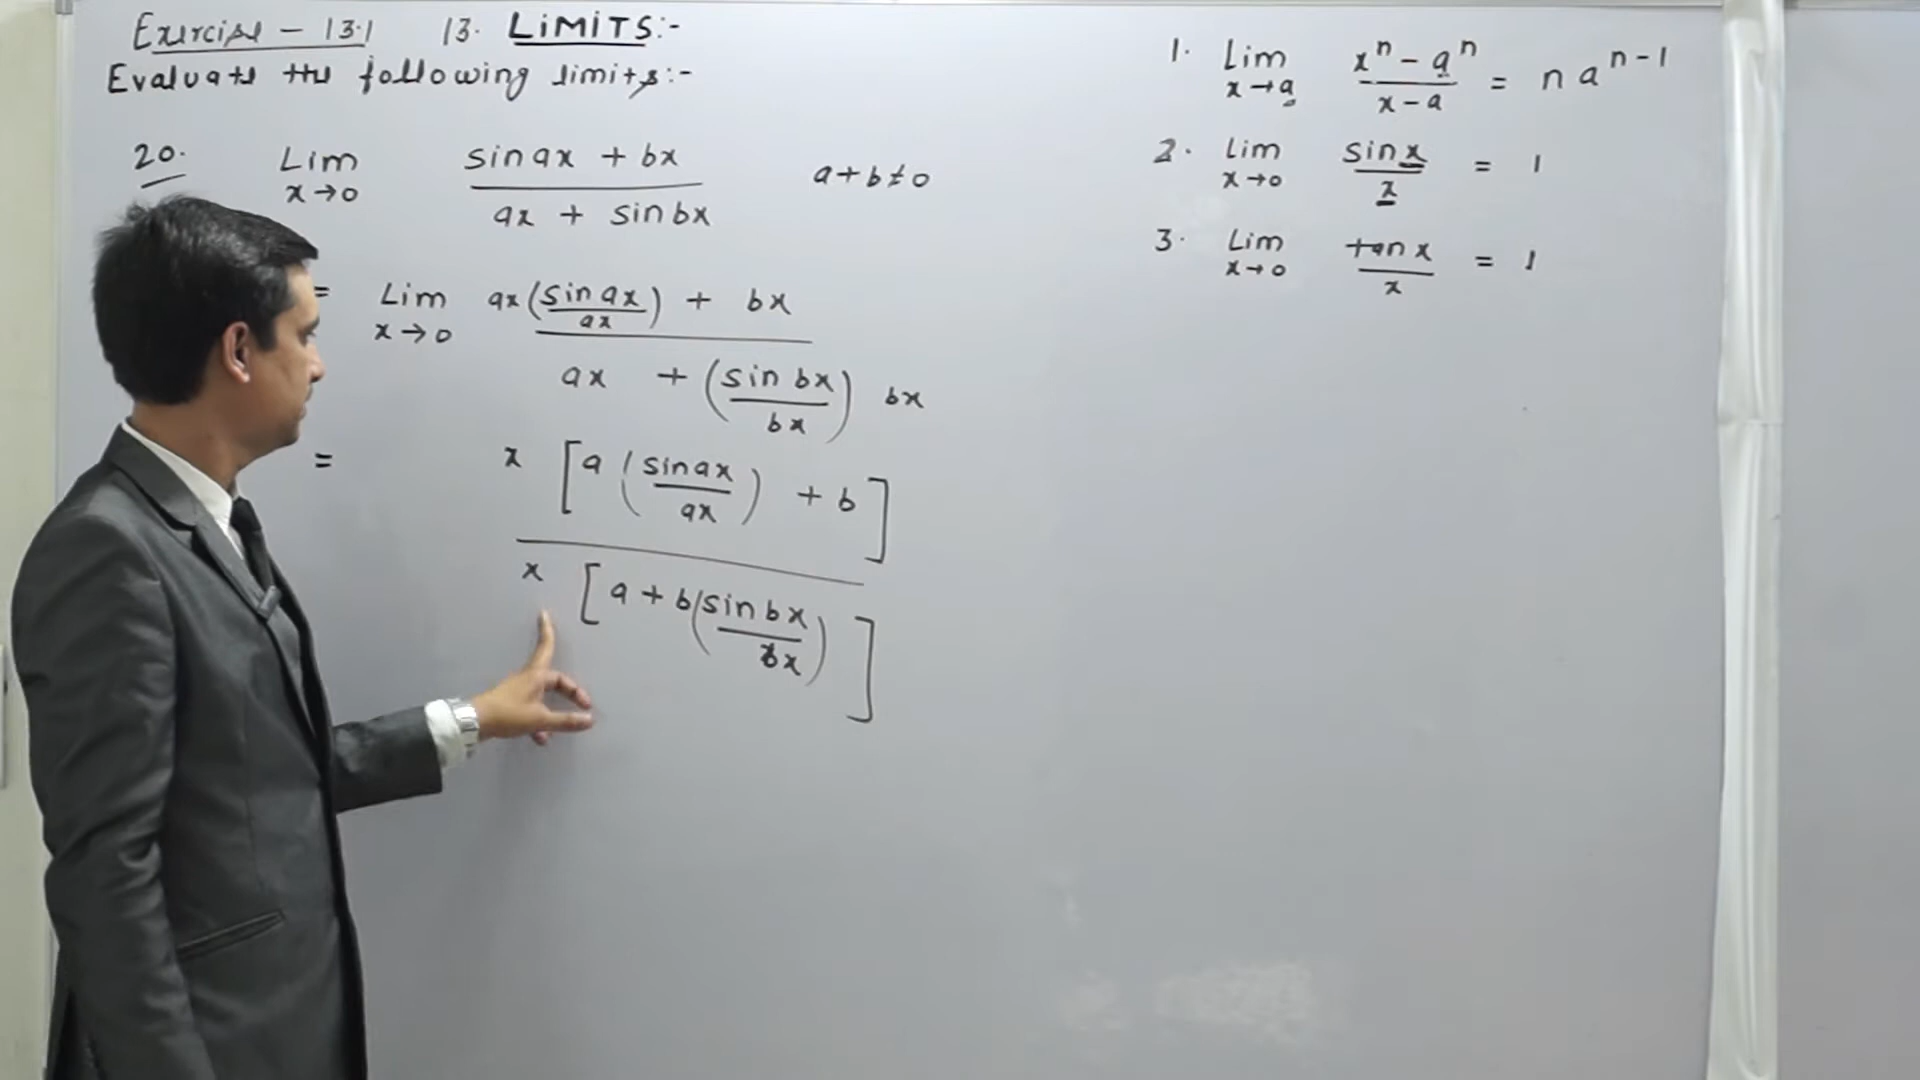 Exercise - 13.1 13. LIMITS:-
Evaluate the following limits:-
20. Lim x→0 (sin ax + bx)/(ax + sin bx) a+b≠0
= Lim x→0 (ax (sin ax/ax) + bx)/(ax + (sin bx/bx) bx)
= x [a (sin ax/ax) + b]/x [a + b (sin bx/bx)]
1. Lim x→a (xⁿ - aⁿ)/(x - a) = n aⁿ⁻¹
2. Lim x→0 sin x/x = 1
3. Lim x→0 tan x/x = 1